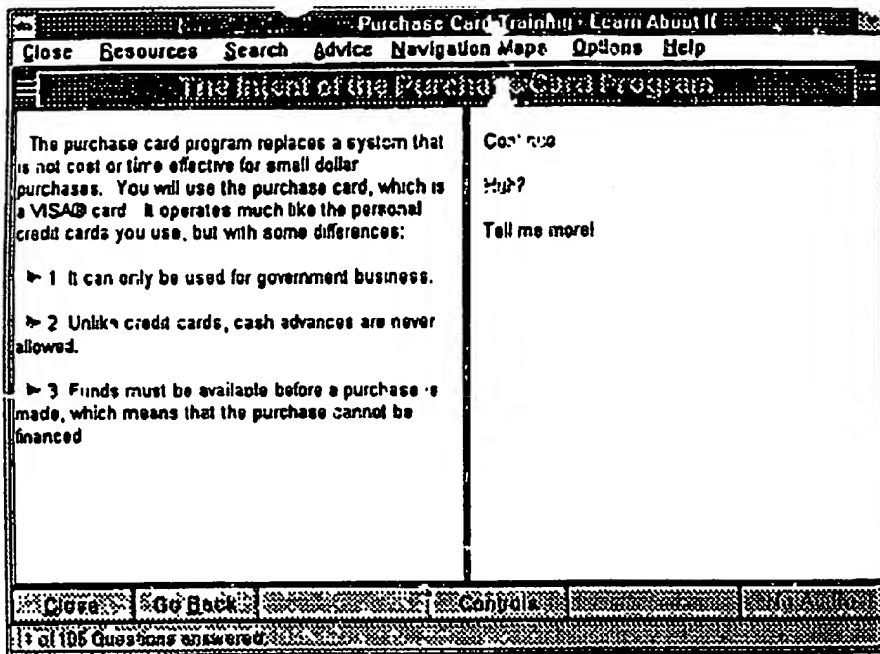 Purchase Card Training - Learn About It
Close Resources Search Advice Navigation Maps Options Help
The Intent of the Purchase Card Program
The purchase card program replaces a system that
is not cost or time effective for small dollar
purchases. You will use the purchase card, which is
a VISA® card It operates much like the personal
credit cards you use, but with some differences:
1 It can only be used for government business.
2 Unlike credit cards, cash advances are never
allowed.
3 Funds must be available before a purchase is
made, which means that the purchase cannot be
financed
Continue
Huh?
Tell me more!
Close Go Back Controls
of 105 Questions answered